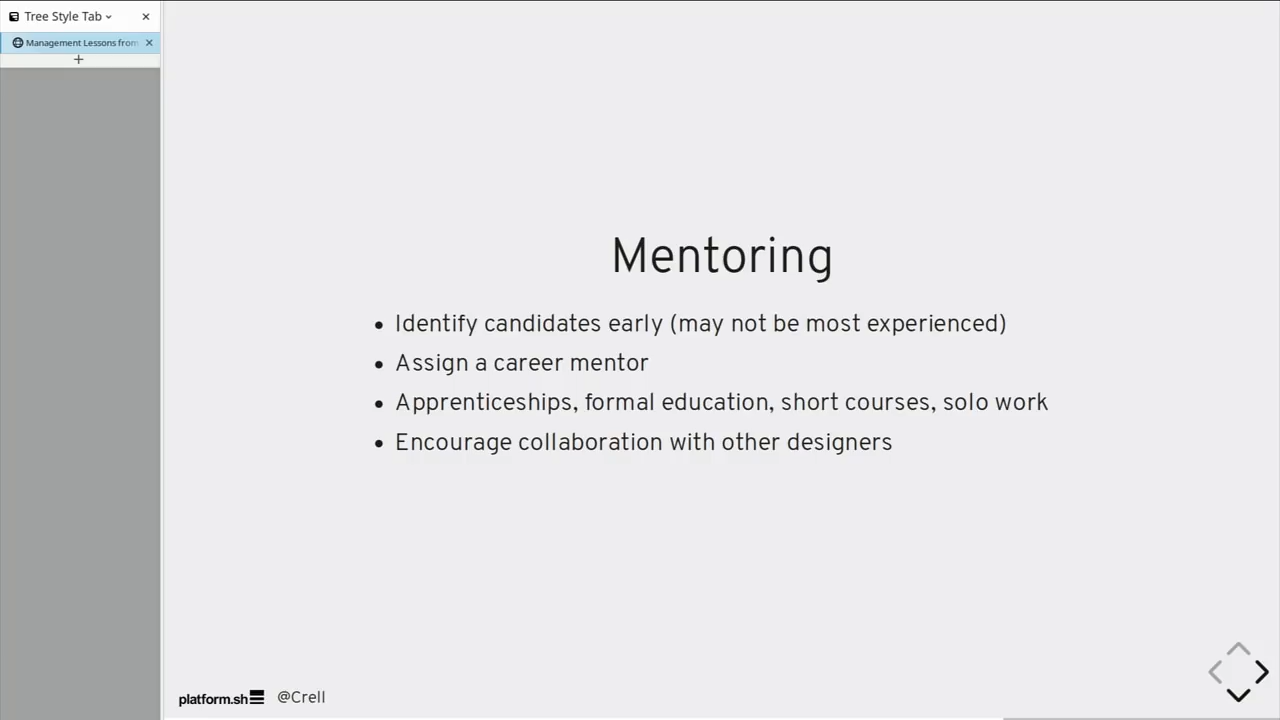 Tree Style Tab
Management Lessons from
Mentoring
Identify candidates early (may not be most experienced)
Assign a career mentor
Apprenticeships, formal education, short courses, solo work
Encourage collaboration with other designers
platform.sh @Crell